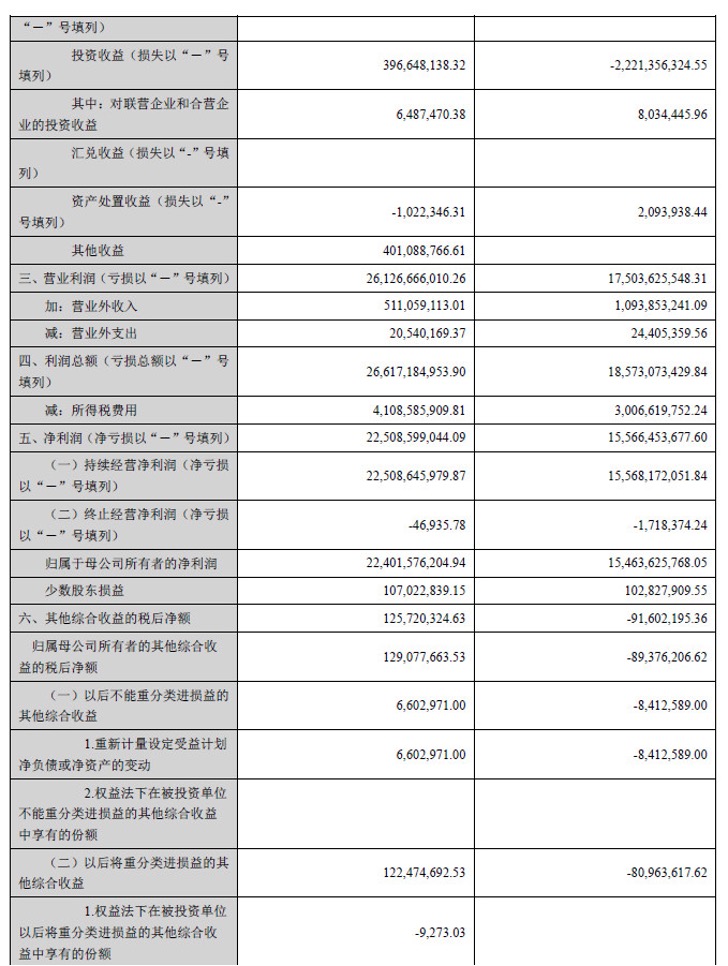 “－”号填列）
投资收益（损失以“－”号 396,648,138.32 -2,221,356,324.55
填列）
其中：对联营企业和合营企 6,487,470.38 8,034,445.96
业的投资收益
汇兑收益（损失以“-”号填
列）
资产处置收益（损失以“-” -1,022,346.31 2,093,938.44
号填列）
其他收益 401,088,766.61
三、营业利润（亏损以“－”号填列） 26,126,666,010.26 17,503,625,548.31
加：营业外收入 511,059,113.01 1,093,853,241.09
减：营业外支出 20,540,169.37 24,405,359.56
四、利润总额（亏损总额以“－”号 26,617,184,953.90 18,573,073,429.84
填列）
减：所得税费用 4,108,585,909.81 3,006,619,752.24
五、净利润（净亏损以“－”号填列） 22,508,599,044.09 15,566,453,677.60
（一）持续经营净利润（净亏损 22,508,645,979.87 15,568,172,051.84
以“－”号填列）
（二）终止经营净利润（净亏损 -46,935.78 -1,718,374.24
以“－”号填列）
归属于母公司所有者的净利润 22,401,576,204.94 15,463,625,768.05
少数股东损益 107,022,839.15 102,827,909.55
六、其他综合收益的税后净额 125,720,324.63 -91,602,195.36
归属母公司所有者的其他综合收 129,077,663.53 -89,376,206.62
益的税后净额
（一）以后不能重分类进损益的 6,602,971.00 -8,412,589.00
其他综合收益
1.重新计量设定受益计划 6,602,971.00 -8,412,589.00
净负债或净资产的变动
2.权益法下在被投资单位
不能重分类进损益的其他综合收益
中享有的份额
（二）以后将重分类进损益的其 122,474,692.53 -80,963,617.62
他综合收益
1.权益法下在被投资单位
以后将重分类进损益的其他综合收 -9,273.03
益中享有的份额